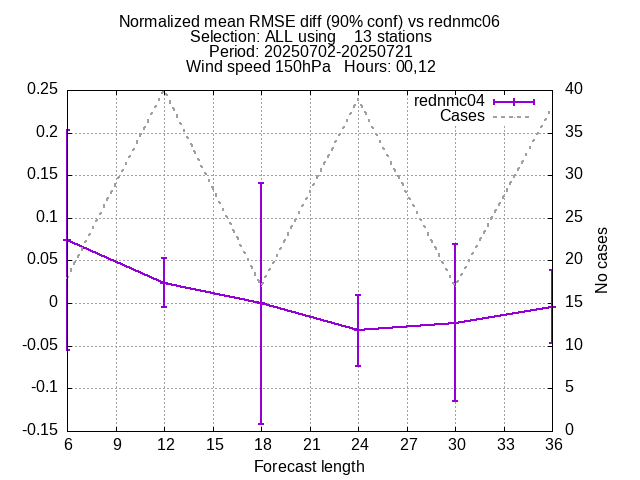 Normalized mean RMSE diff (90% conf) vs rednmc06
Selection: ALL using    13 stations
Period: 20250702-20250721
Wind speed 150hPa   Hours: 00,12
rednmc04
Cases
0.25
0.2
0.15
0.1
0.05
0
-0.05
-0.1
-0.15
40
35
30
25
20
15
10
5
0
No cases
6 9 12 15 18 21 24 27 30 33 36
Forecast length